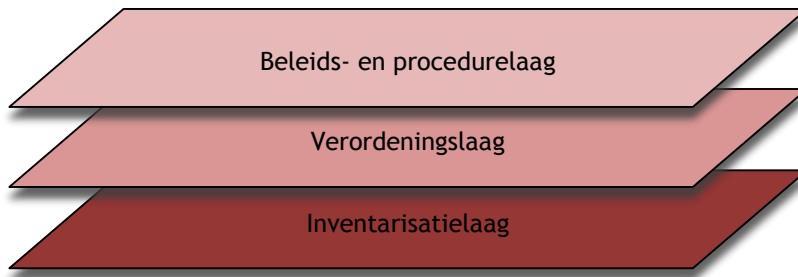 Beleids- en procedurelaag
Verordeningslaag
Inventarisatielaag